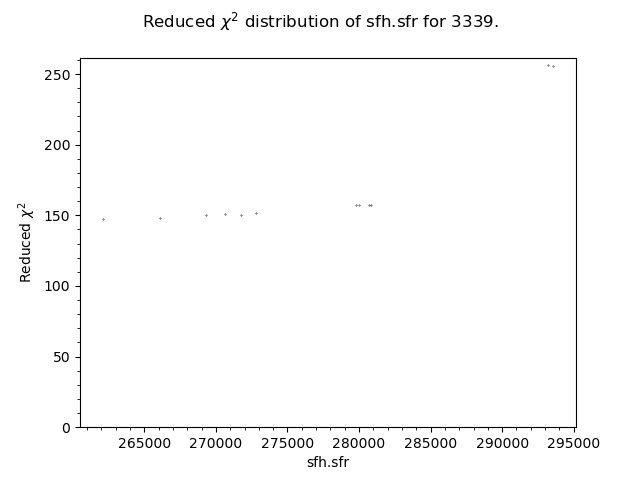 Reduced χ² distribution of sfh.sfr for 3339.
250
200
150
100
50
0
Reduced χ²
265000 270000 275000 280000 285000 290000 295000
sfh.sfr